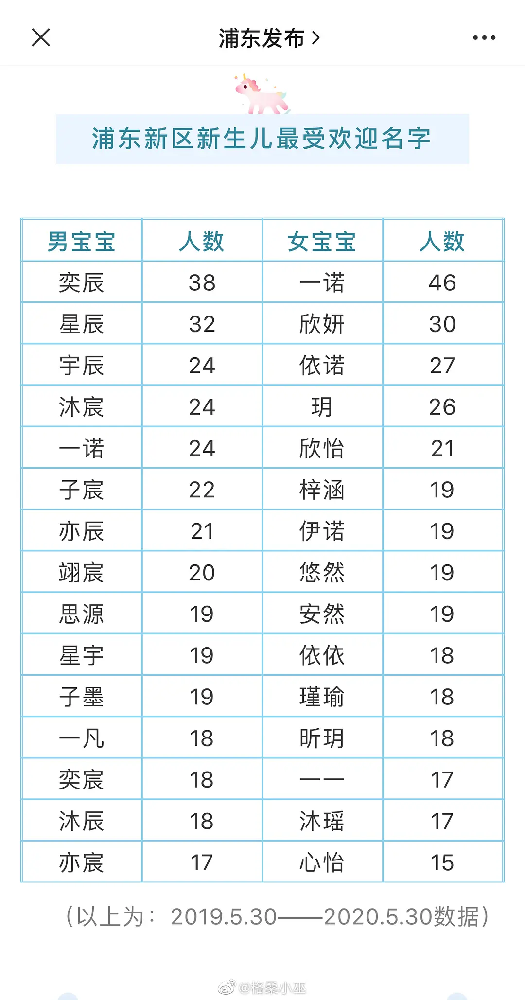 浦东发布
浦东新区新生儿最受欢迎名字
男宝宝 人数 女宝宝 人数
奕辰 38 一诺 46
星辰 32 欣妍 30
宇辰 24 依诺 27
沐宸 24 玥 26
一诺 24 欣怡 21
子宸 22 梓涵 19
亦辰 21 伊诺 19
翊宸 20 悠然 19
思源 19 安然 19
星宇 19 依依 18
子墨 19 瑾瑜 18
一凡 18 昕玥 18
奕宸 18 一一 17
沐辰 18 沐瑶 17
亦宸 17 心怡 15
（以上为：2019.5.30——2020.5.30数据）
@格桑小巫